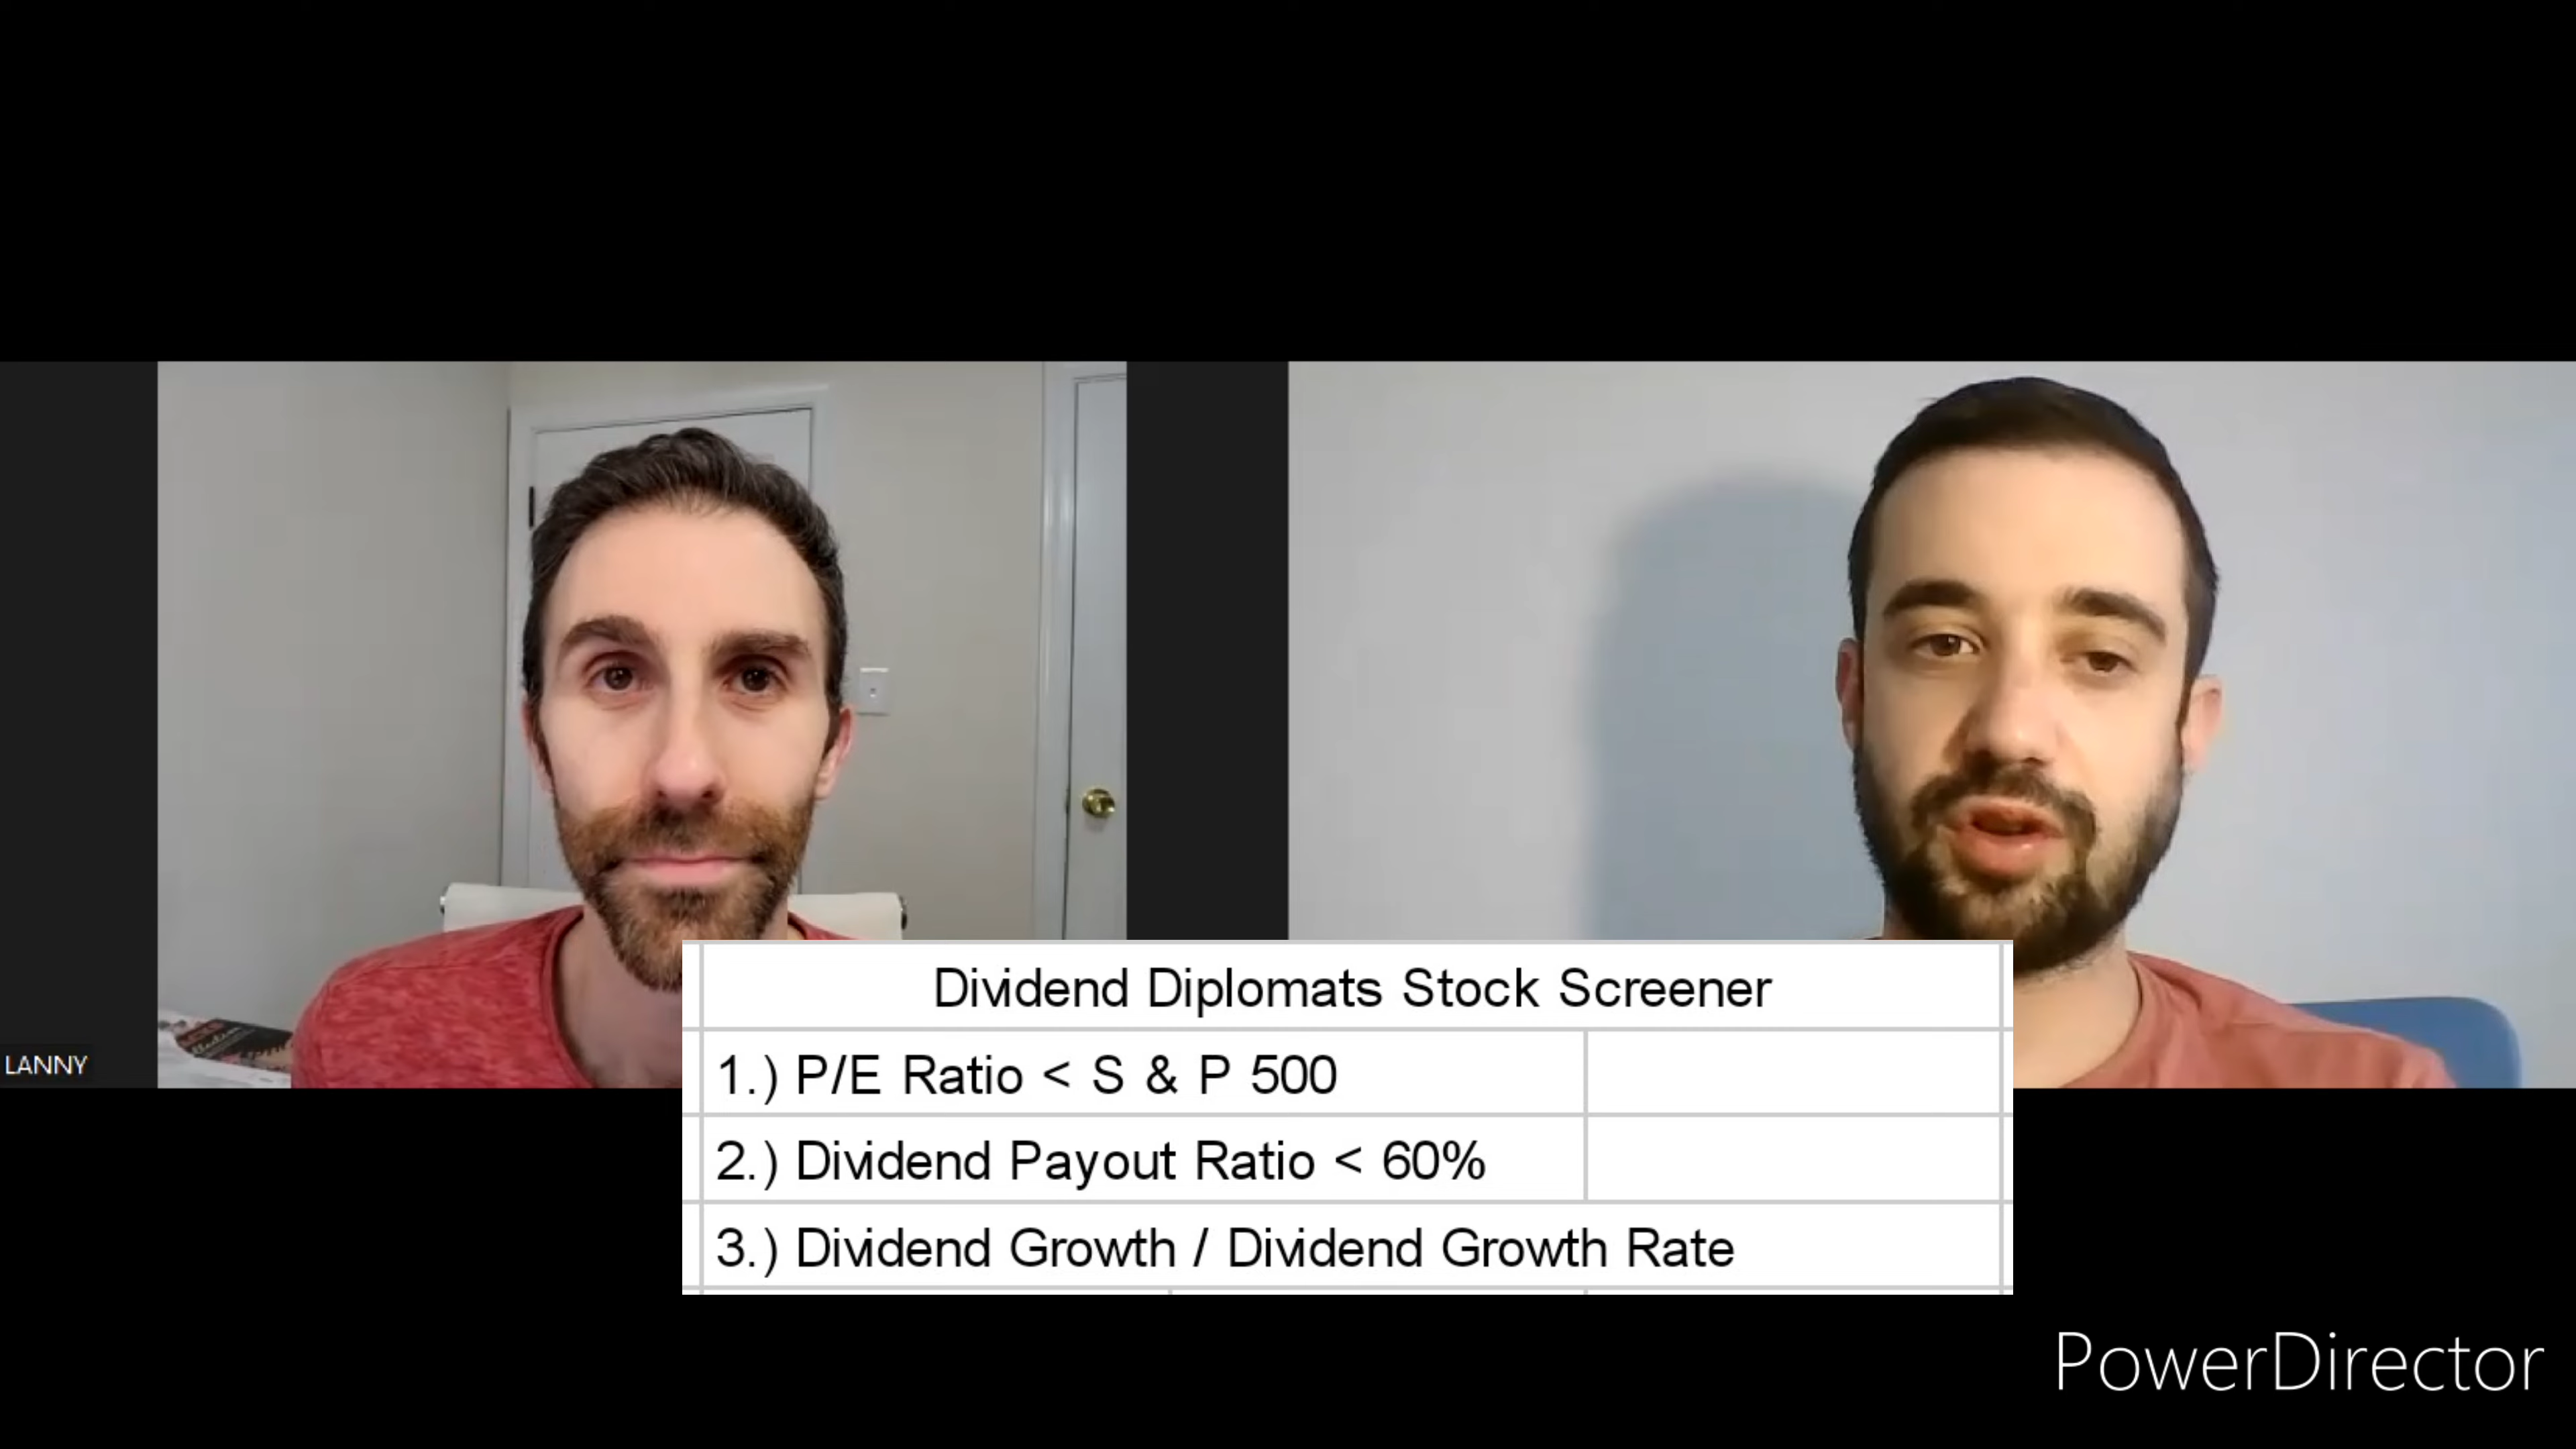 LANNY
Dividend Diplomats Stock Screener
1.) P/E Ratio < S & P 500
2.) Dividend Payout Ratio < 60%
3.) Dividend Growth / Dividend Growth Rate
PowerDirector